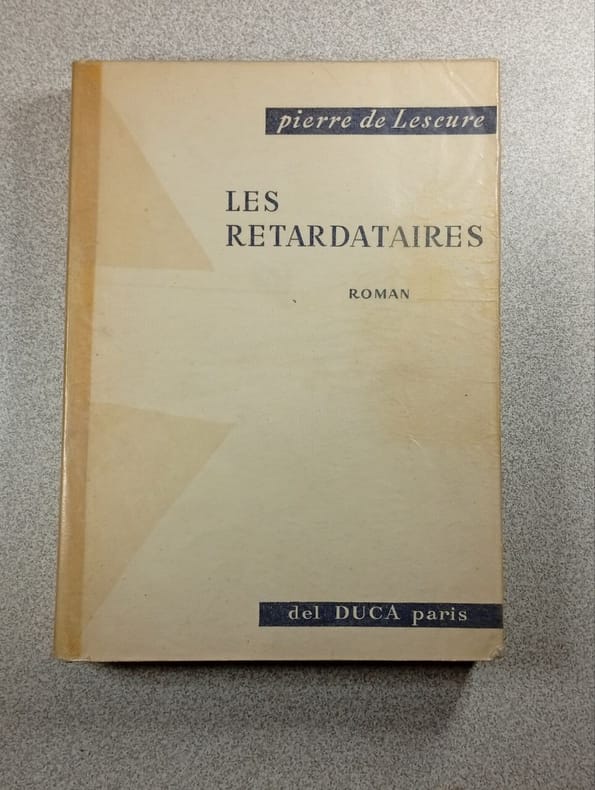 pierre de Lescure
LES
RETARDATAIRES
ROMAN
del DUCA paris